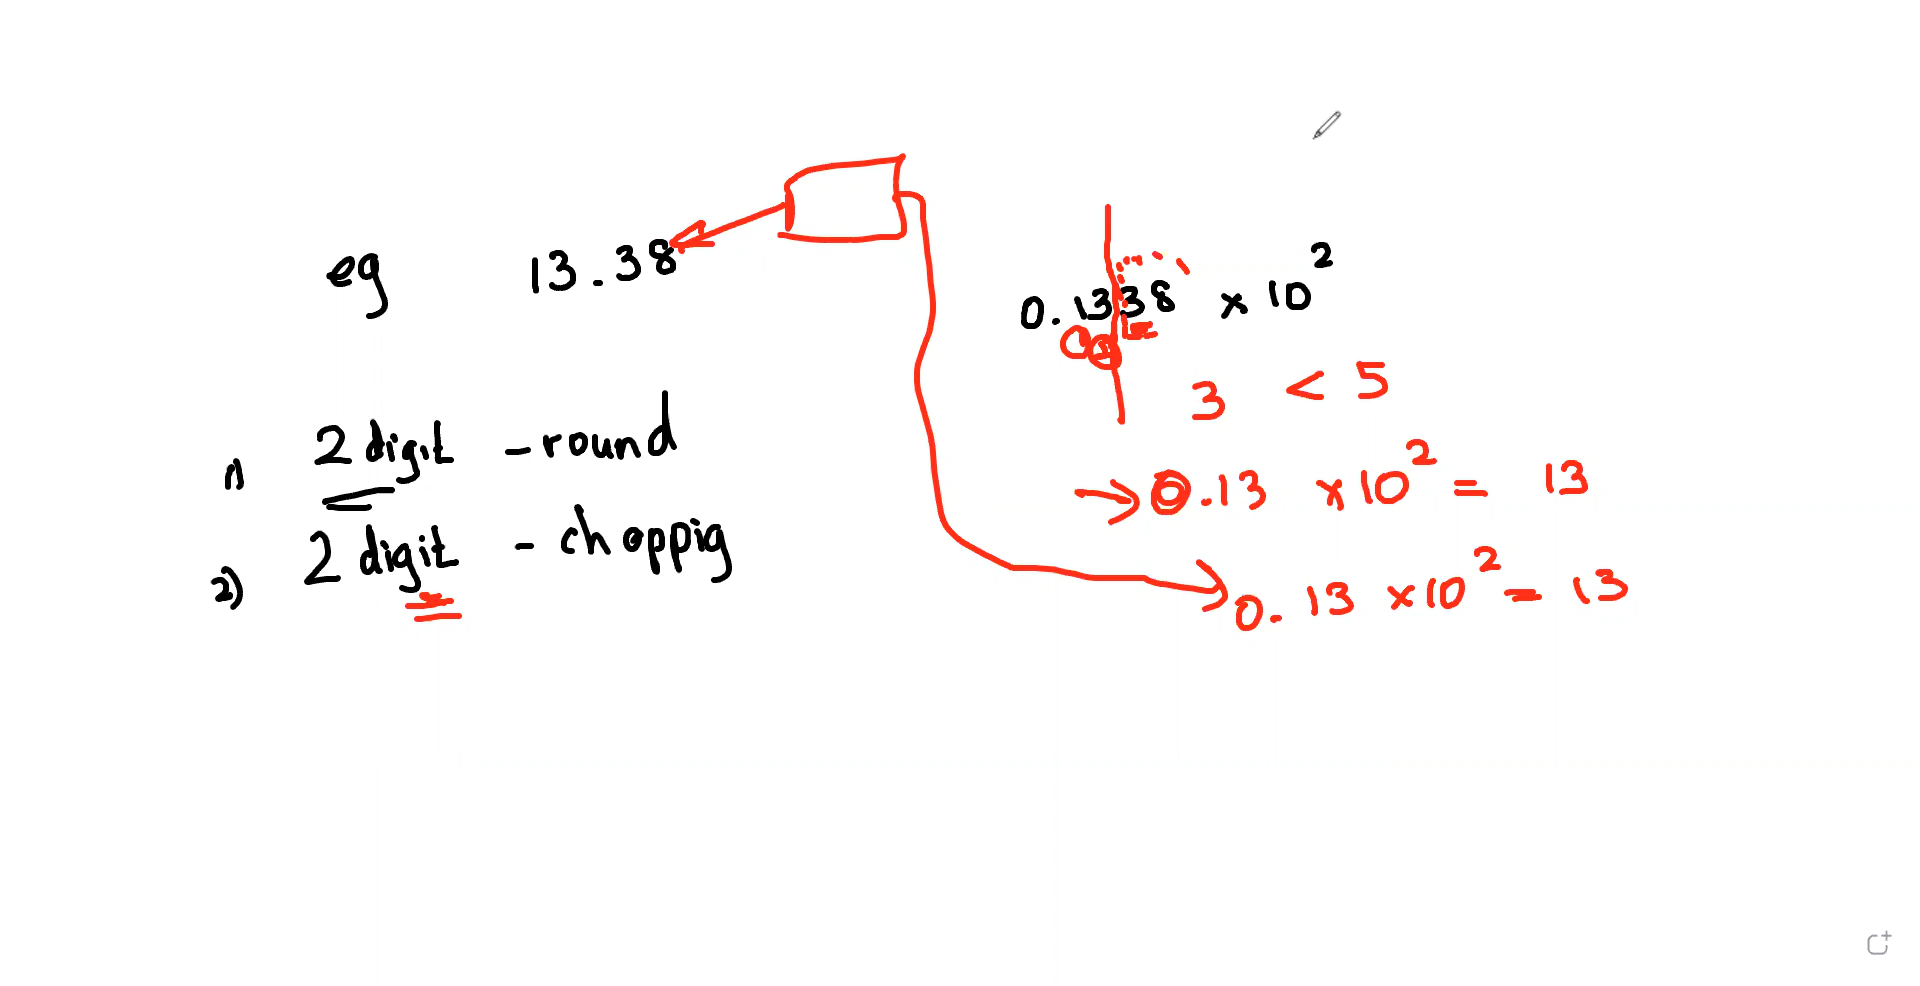 eg 13.38
0.1338 × 10²
3 < 5
1) 2 digit - round
→ 0.13 × 10² = 13
2) 2 digit - choppig
0.13 × 10² = 13